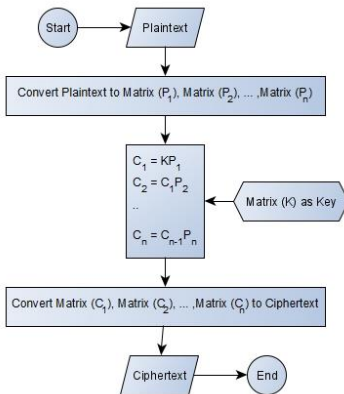 Start
Plaintext
Convert Plaintext to Matrix (P₁), Matrix (P₂), ... ,Matrix (Pₙ)
C₁ = KP₁
C₂ = C₁P₂
..
Cₙ = Cₙ₋₁Pₙ
Matrix (K) as Key
Convert Matrix (C₁), Matrix (C₂), ... ,Matrix (Cₙ) to Ciphertext
Ciphertext
End